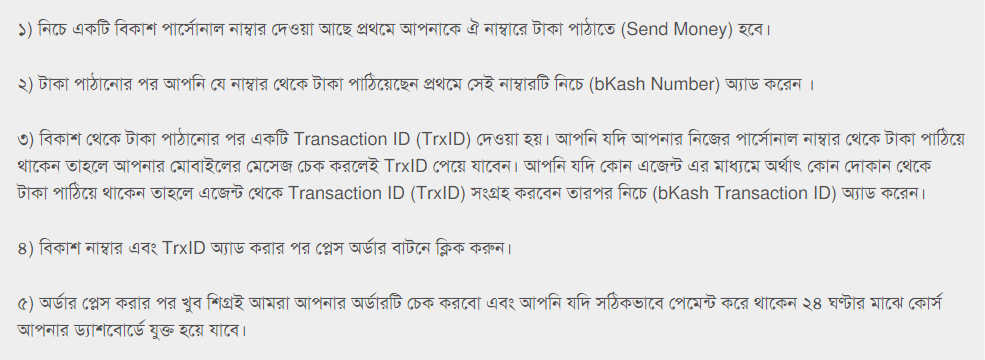 ১) নিচে একটি বিকাশ পার্সোনাল নাম্বার দেওয়া আছে প্রথমে আপনাকে ঐ নাম্বারে টাকা পাঠাতে (Send Money) হবে।
২) টাকা পাঠানোর পর আপনি যে নাম্বার থেকে টাকা পাঠিয়েছেন প্রথমে সেই নাম্বারটি নিচে (bKash Number) অ্যাড করেন ।
৩) বিকাশ থেকে টাকা পাঠানোর পর একটি Transaction ID (TrxID) দেওয়া হয়। আপনি যদি আপনার নিজের পার্সোনাল নাম্বার থেকে টাকা পাঠিয়ে
থাকেন তাহলে আপনার মোবাইলের মেসেজ চেক করলেই TrxID পেয়ে যাবেন। আপনি যদি কোন এজেন্ট এর মাধ্যমে অর্থাৎ কোন দোকান থেকে
টাকা পাঠিয়ে থাকেন তাহলে এজেন্ট থেকে Transaction ID (TrxID) সংগ্রহ করবেন তারপর নিচে (bKash Transaction ID) অ্যাড করেন।
৪) বিকাশ নাম্বার এবং TrxID অ্যাড করার পর প্লেস অর্ডার বাটনে ক্লিক করুন।
৫) অর্ডার প্লেস করার পর খুব শিগ্রই আমরা আপনার অর্ডারটি চেক করবো এবং আপনি যদি সঠিকভাবে পেমেন্ট করে থাকেন ২৪ ঘণ্টার মাঝে কোর্স
আপনার ড্যাশবোর্ডে যুক্ত হয়ে যাবে।